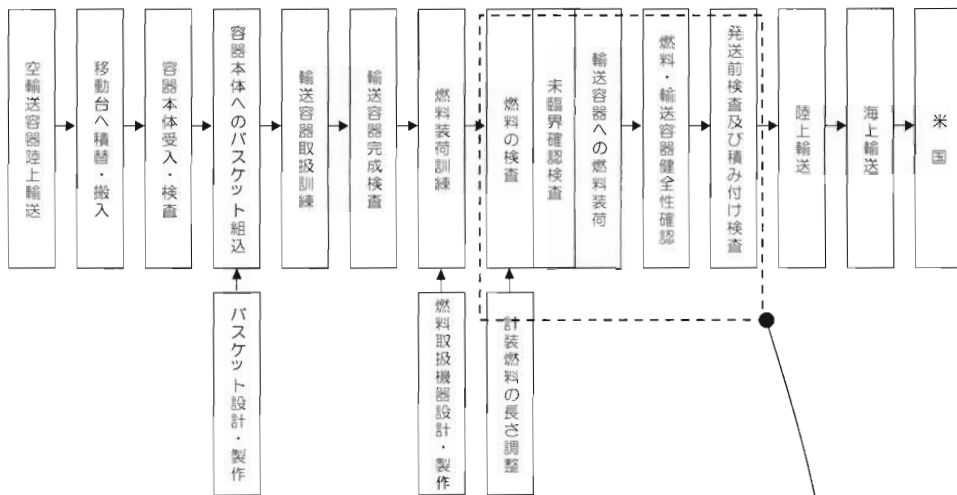 空輸送容器陸上輸送
移動台へ積替・搬入
容器本体受入・検査
容器本体へのバスケット組込
輸送容器取扱訓練
輸送容器完成検査
燃料装荷訓練
燃料の検査
未臨界確認検査
輸送容器への燃料装荷
燃料・輸送容器健全性確認
発送前検査及び積み付け検査
陸上輸送
海上輸送
米国
バスケット設計・製作
燃料取扱機器設計・製作
計装燃料の長さ調整